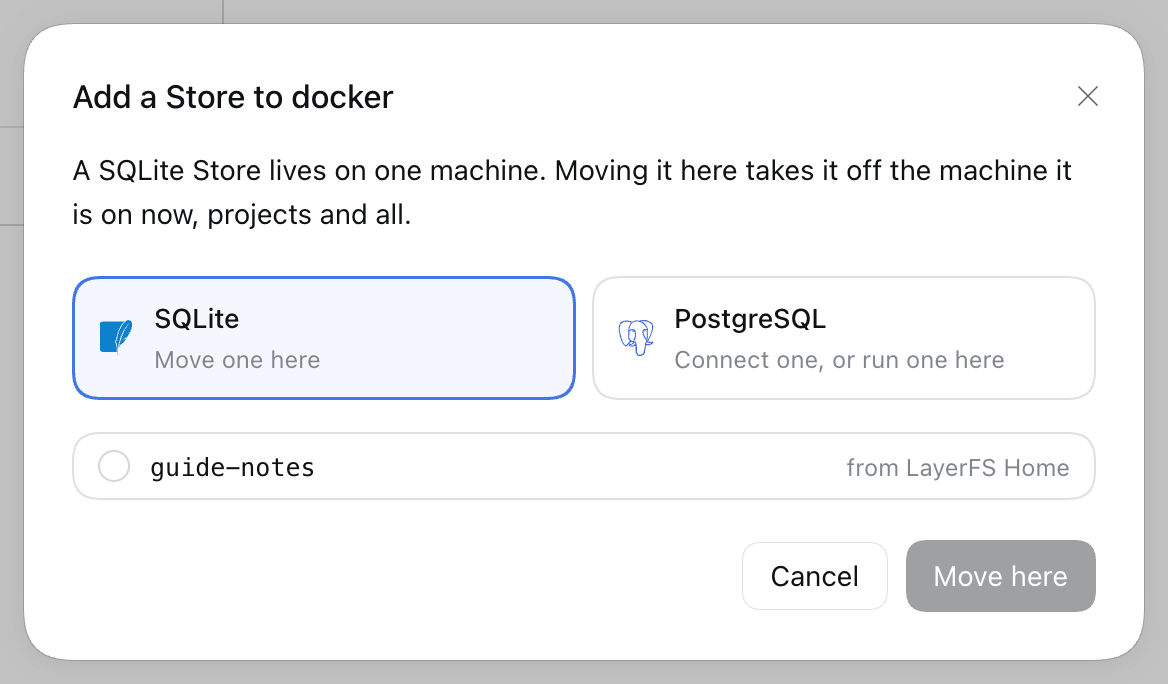 Add a Store to docker
A SQLite Store lives on one machine. Moving it here takes it off the machine it
is on now, projects and all.
SQLite
Move one here
PostgreSQL
Connect one, or run one here
guide-notes
from LayerFS Home
Cancel
Move here